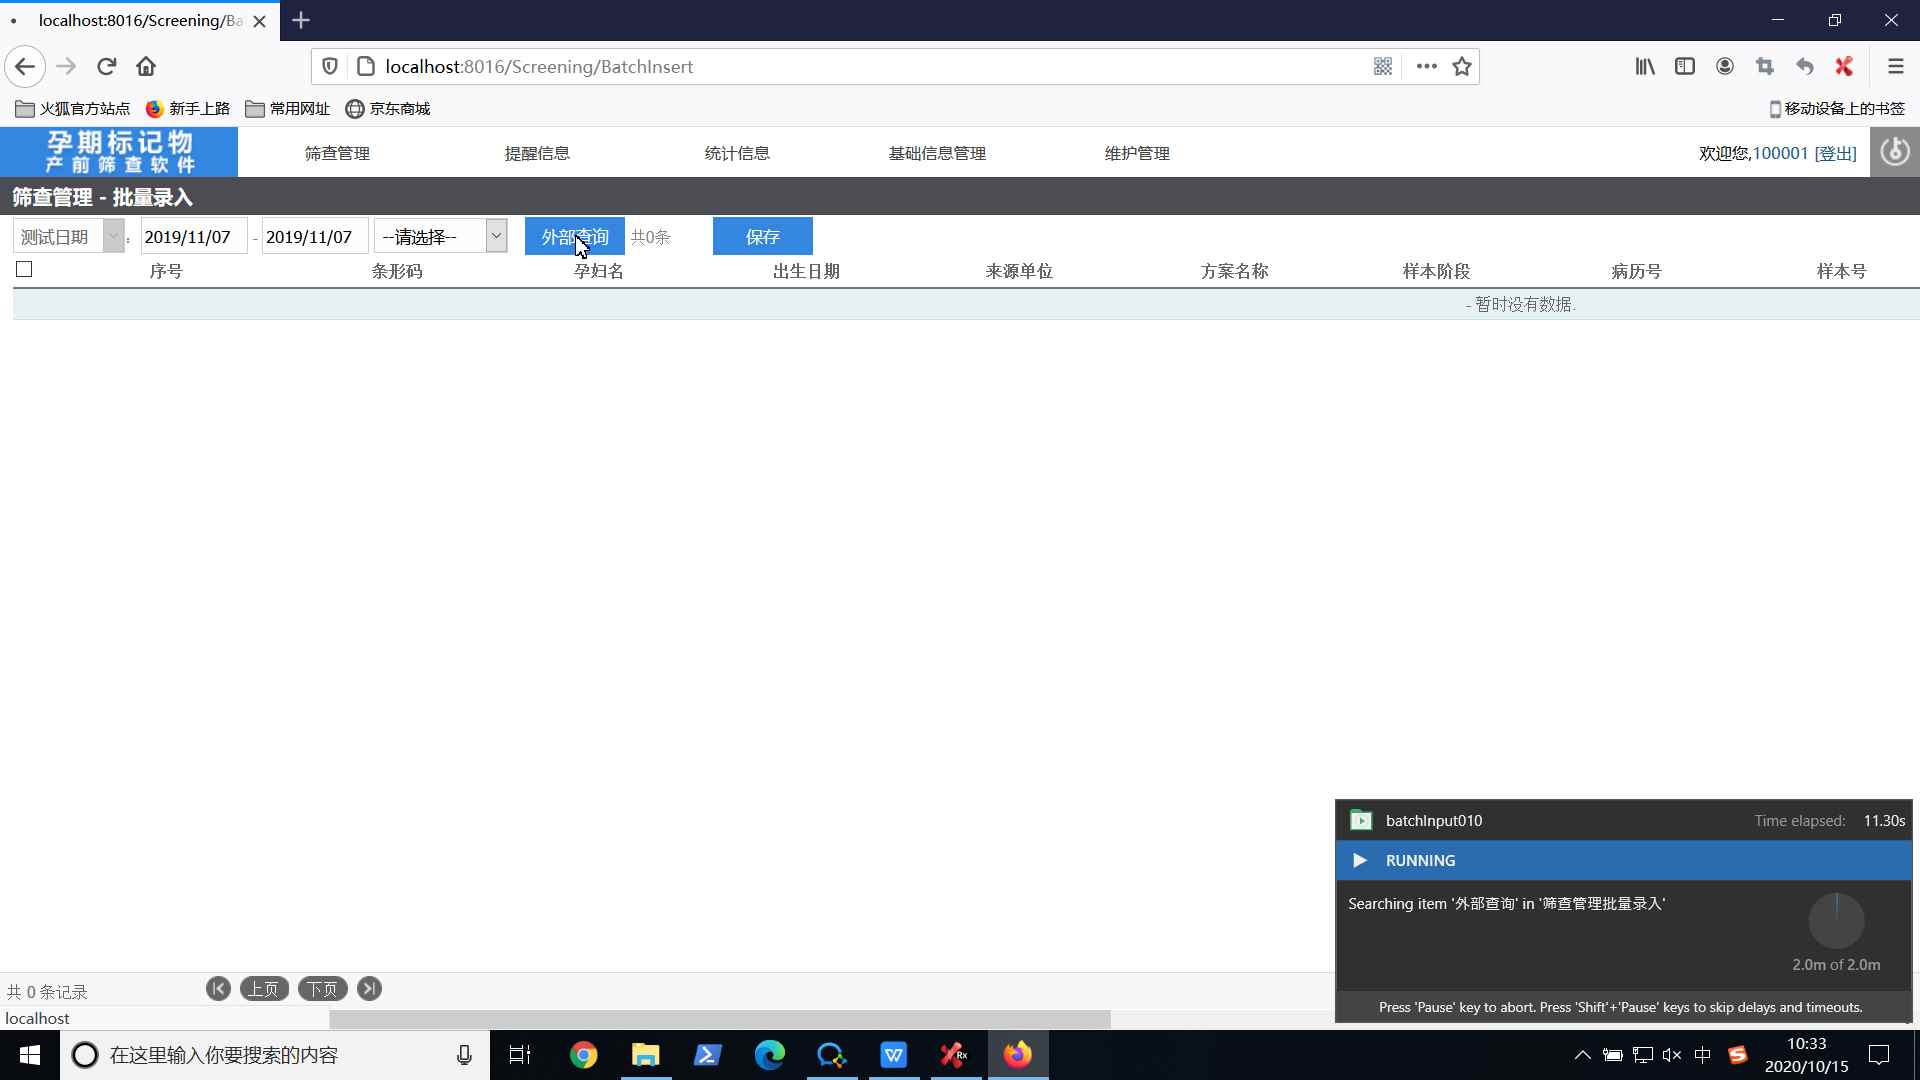 localhost:8016/Screening/Ba
localhost:8016/Screening/BatchInsert
火狐官方站点 新手上路 常用网址 京东商城 移动设备上的书签
孕期标记物
产前筛查软件
筛查管理 提醒信息 统计信息 基础信息管理 维护管理 欢迎您,100001 [登出]
筛查管理 - 批量录入
测试日期 : 2019/11/07 - 2019/11/07 --请选择-- 外部查询 共0条 保存
序号 条形码 孕妇名 出生日期 来源单位 方案名称 样本阶段 病历号 样本号
- 暂时没有数据.
batchInput010 Time elapsed: 11.30s
RUNNING
Searching item '外部查询' in '筛查管理批量录入'
2.0m of 2.0m
Press 'Pause' key to abort. Press 'Shift'+'Pause' keys to skip delays and timeouts.
共 0 条记录 上页 下页
localhost
在这里输入你要搜索的内容
Rx
中
10:33
2020/10/15